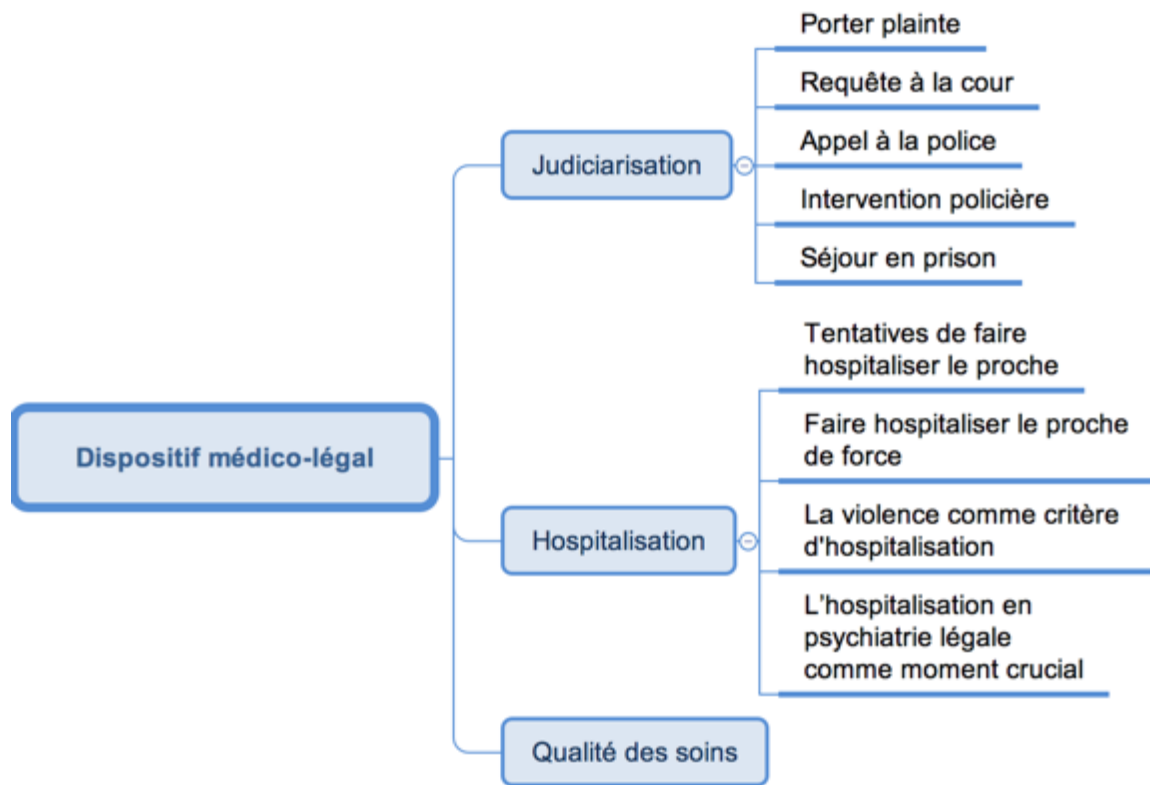 Porter plainte
Requête à la cour
Judiciarisation
Appel à la police
Intervention policière
Séjour en prison
Tentatives de faire
hospitaliser le proche
Dispositif médico-légal
Faire hospitaliser le proche
de force
Hospitalisation
La violence comme critère
d'hospitalisation
L'hospitalisation en
psychiatrie légale
comme moment crucial
Qualité des soins